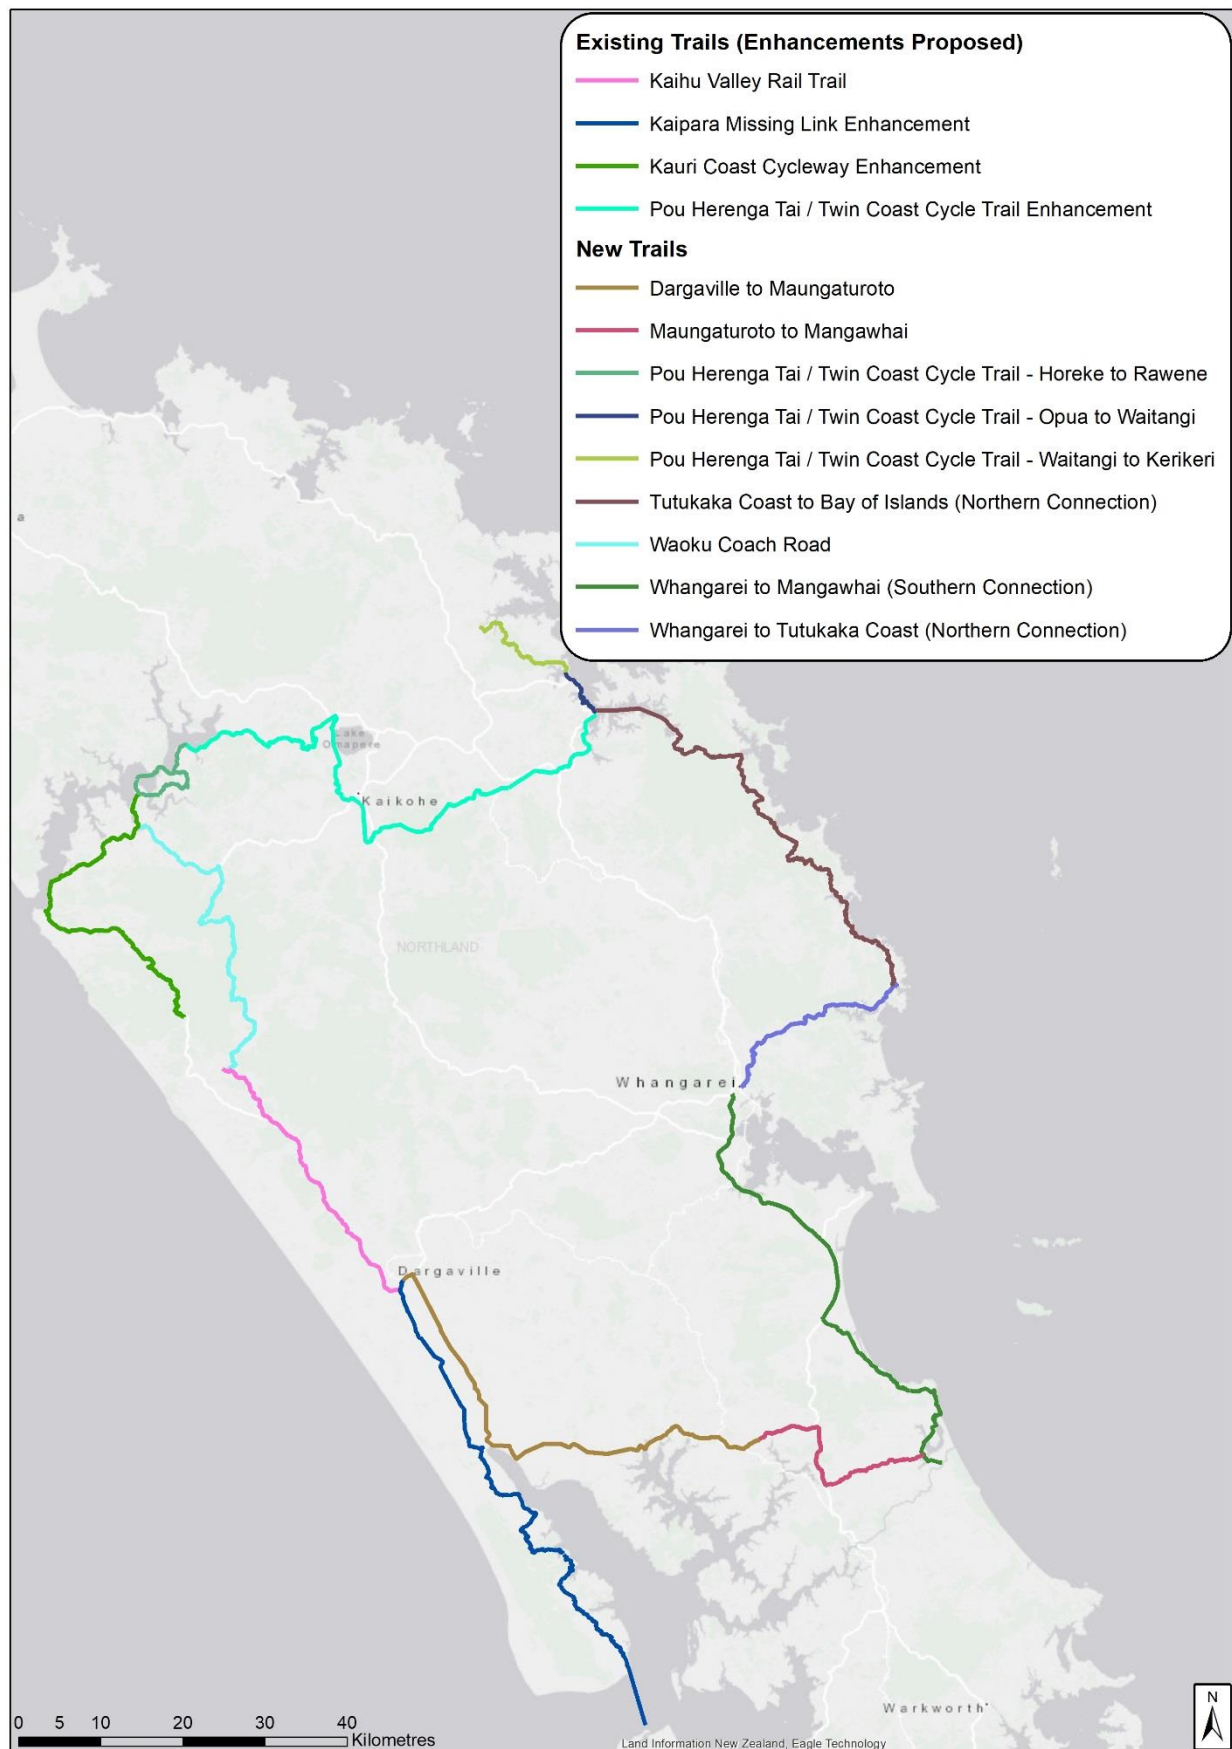 Existing Trails (Enhancements Proposed)
Kaihu Valley Rail Trail
Kaipara Missing Link Enhancement
Kauri Coast Cycleway Enhancement
Pou Herenga Tai / Twin Coast Cycle Trail Enhancement
New Trails
Dargaville to Maungaturoto
Maungaturoto to Mangawhai
Pou Herenga Tai / Twin Coast Cycle Trail - Horeke to Rawene
Pou Herenga Tai / Twin Coast Cycle Trail - Opua to Waitangi
Pou Herenga Tai / Twin Coast Cycle Trail - Waitangi to Kerikeri
Tutukaka Coast to Bay of Islands (Northern Connection)
Waoku Coach Road
Whangarei to Mangawhai (Southern Connection)
Whangarei to Tutukaka Coast (Northern Connection)
a
Lake
Omapere
Kaikohe
NORTHLAND
Whangarei
Dargaville
Warkworth
N
0 5 10 20 30 40
Kilometres
Land Information New Zealand, Eagle Technology